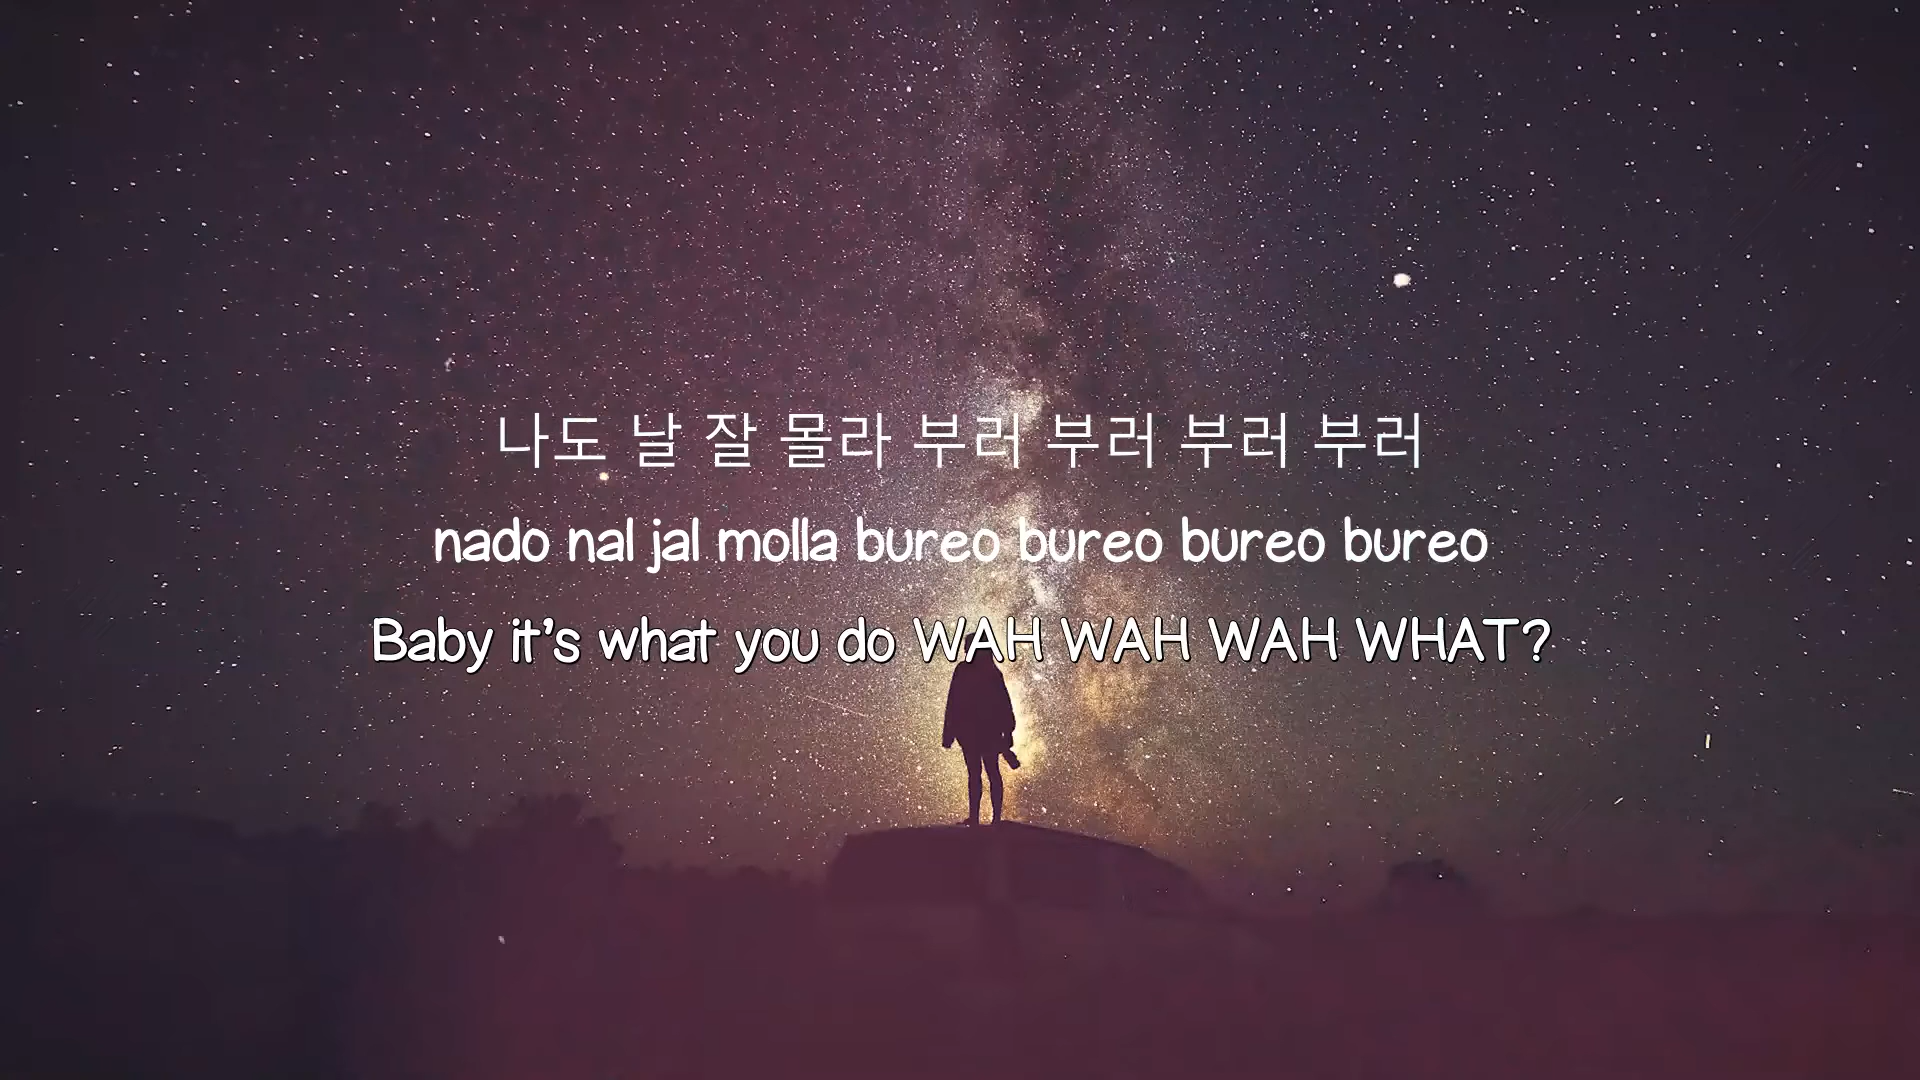 나도 날 잘 몰라 부러 부러 부러 부러
nado nal jal molla bureo bureo bureo bureo
Baby it's what you do WAH WAH WAH WHAT?